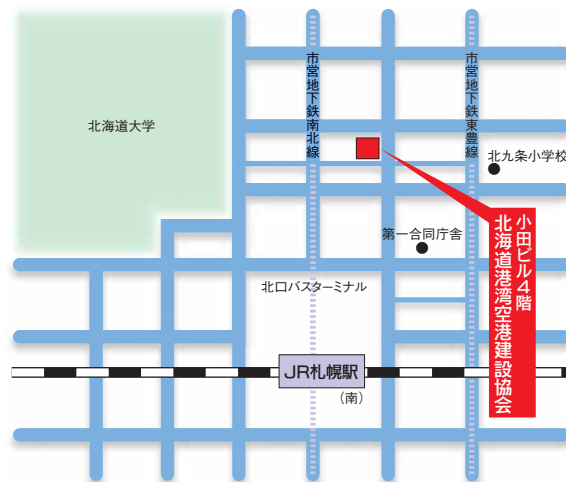 市営地下鉄南北線
市営地下鉄東豊線
北海道大学
北九条小学校
小田ビル4階
北海道港湾空港建設協会
第一合同庁舎
北口バスターミナル
JR札幌駅
(南)